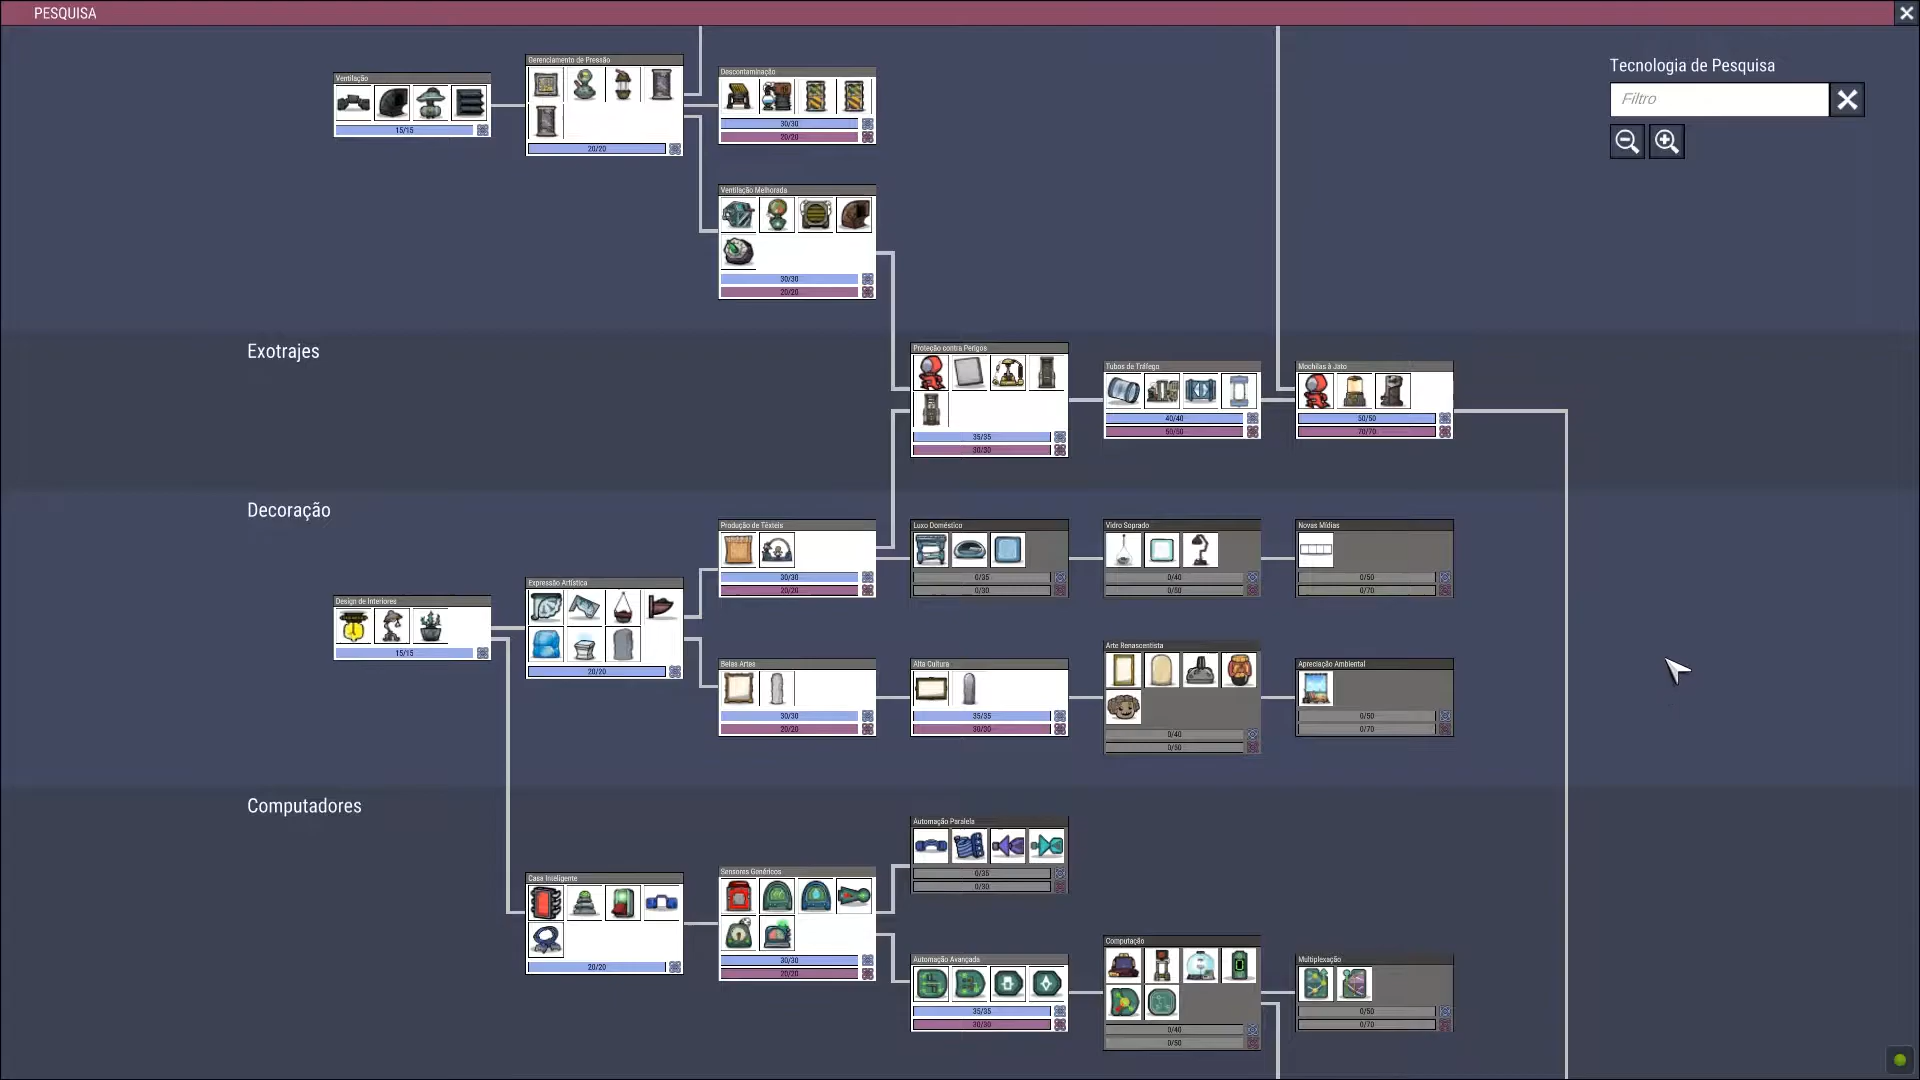 PESQUISA
Tecnologia de Pesquisa
Filtro
Ventilação
15/15
Gerenciamento de Pressão
20/20
Descontaminação
30/30
20/20
Ventilação Melhorada
30/30
20/20
Exotrajes
Proteção contra Perigos
35/35
30/30
Tubos de Tráfego
40/40
50/50
Mochilas à Jato
50/50
70/70
Decoração
Design de Interiores
15/15
Expressão Artística
20/20
Produção de Têxteis
30/30
20/20
Luxo Doméstico
0/35
0/30
Vidro Soprado
0/40
0/50
Novas Mídias
0/50
0/70
Belas Artes
30/30
20/20
Alta Cultura
35/35
30/30
Arte Renascentista
0/40
0/50
Apreciação Ambiental
0/50
0/70
Computadores
Casa Inteligente
20/20
Sensores Genéricos
30/30
20/20
Automação Paralela
0/35
0/30
Automação Avançada
35/35
30/30
Computação
0/40
0/50
Multiplexação
0/50
0/70